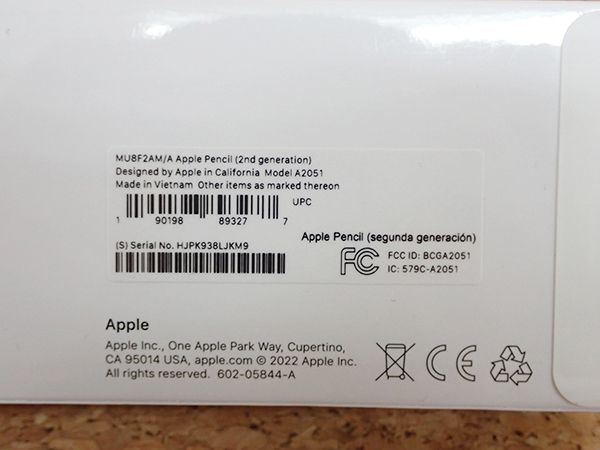 MU8F2AM/A Apple Pencil (2nd generation)
Designed by Apple in California Model A2051
Made in Vietnam Other items as marked thereon
UPC
1 90198 89327 7
Apple Pencil (segunda generación)
(S) Serial No. HJPK938LJKM9
FC FCC ID: BCGA2051
IC: 579C-A2051
Apple
Apple Inc., One Apple Park Way, Cupertino,
CA 95014 USA, apple.com © 2022 Apple Inc.
All rights reserved. 602-05844-A
CE